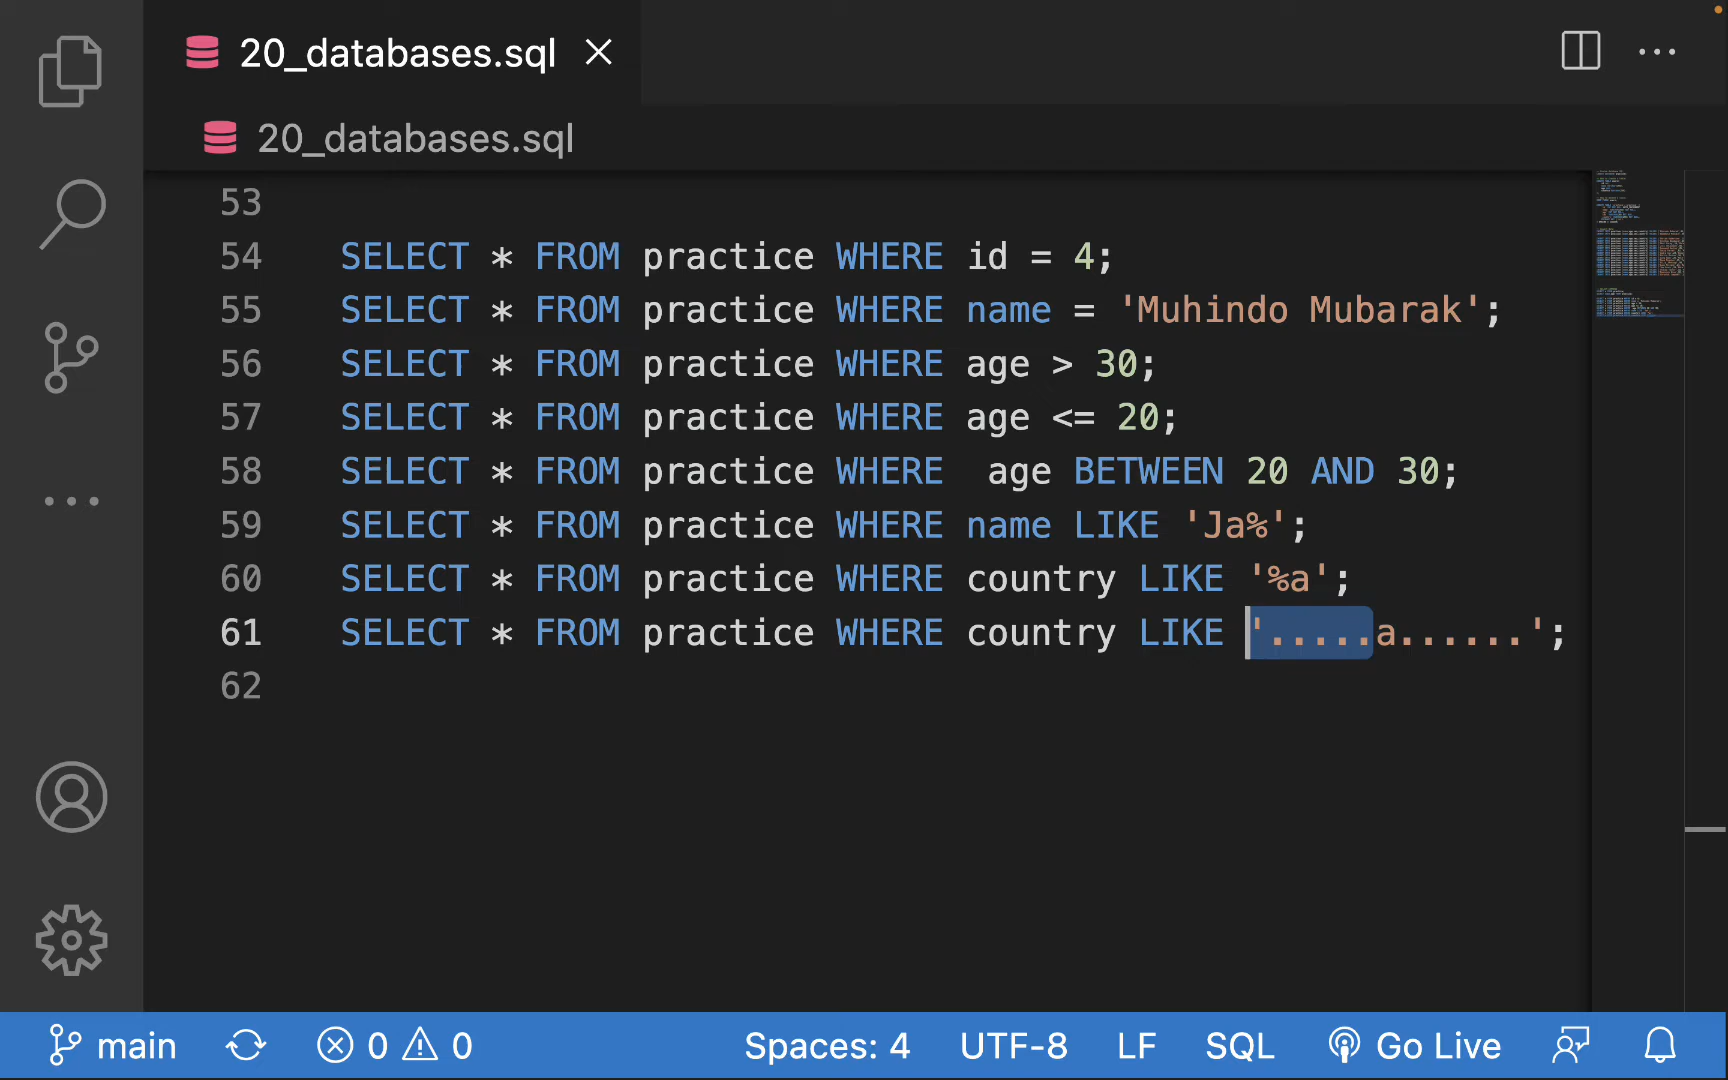 20_databases.sql
20_databases.sql
53
54 SELECT * FROM practice WHERE id = 4;
55 SELECT * FROM practice WHERE name = 'Muhindo Mubarak';
56 SELECT * FROM practice WHERE age > 30;
57 SELECT * FROM practice WHERE age <= 20;
58 SELECT * FROM practice WHERE  age BETWEEN 20 AND 30;
59 SELECT * FROM practice WHERE name LIKE 'Ja%';
60 SELECT * FROM practice WHERE country LIKE '%a';
61 SELECT * FROM practice WHERE country LIKE '.....a......';
62
main 0 0 Spaces: 4 UTF-8 LF SQL Go Live